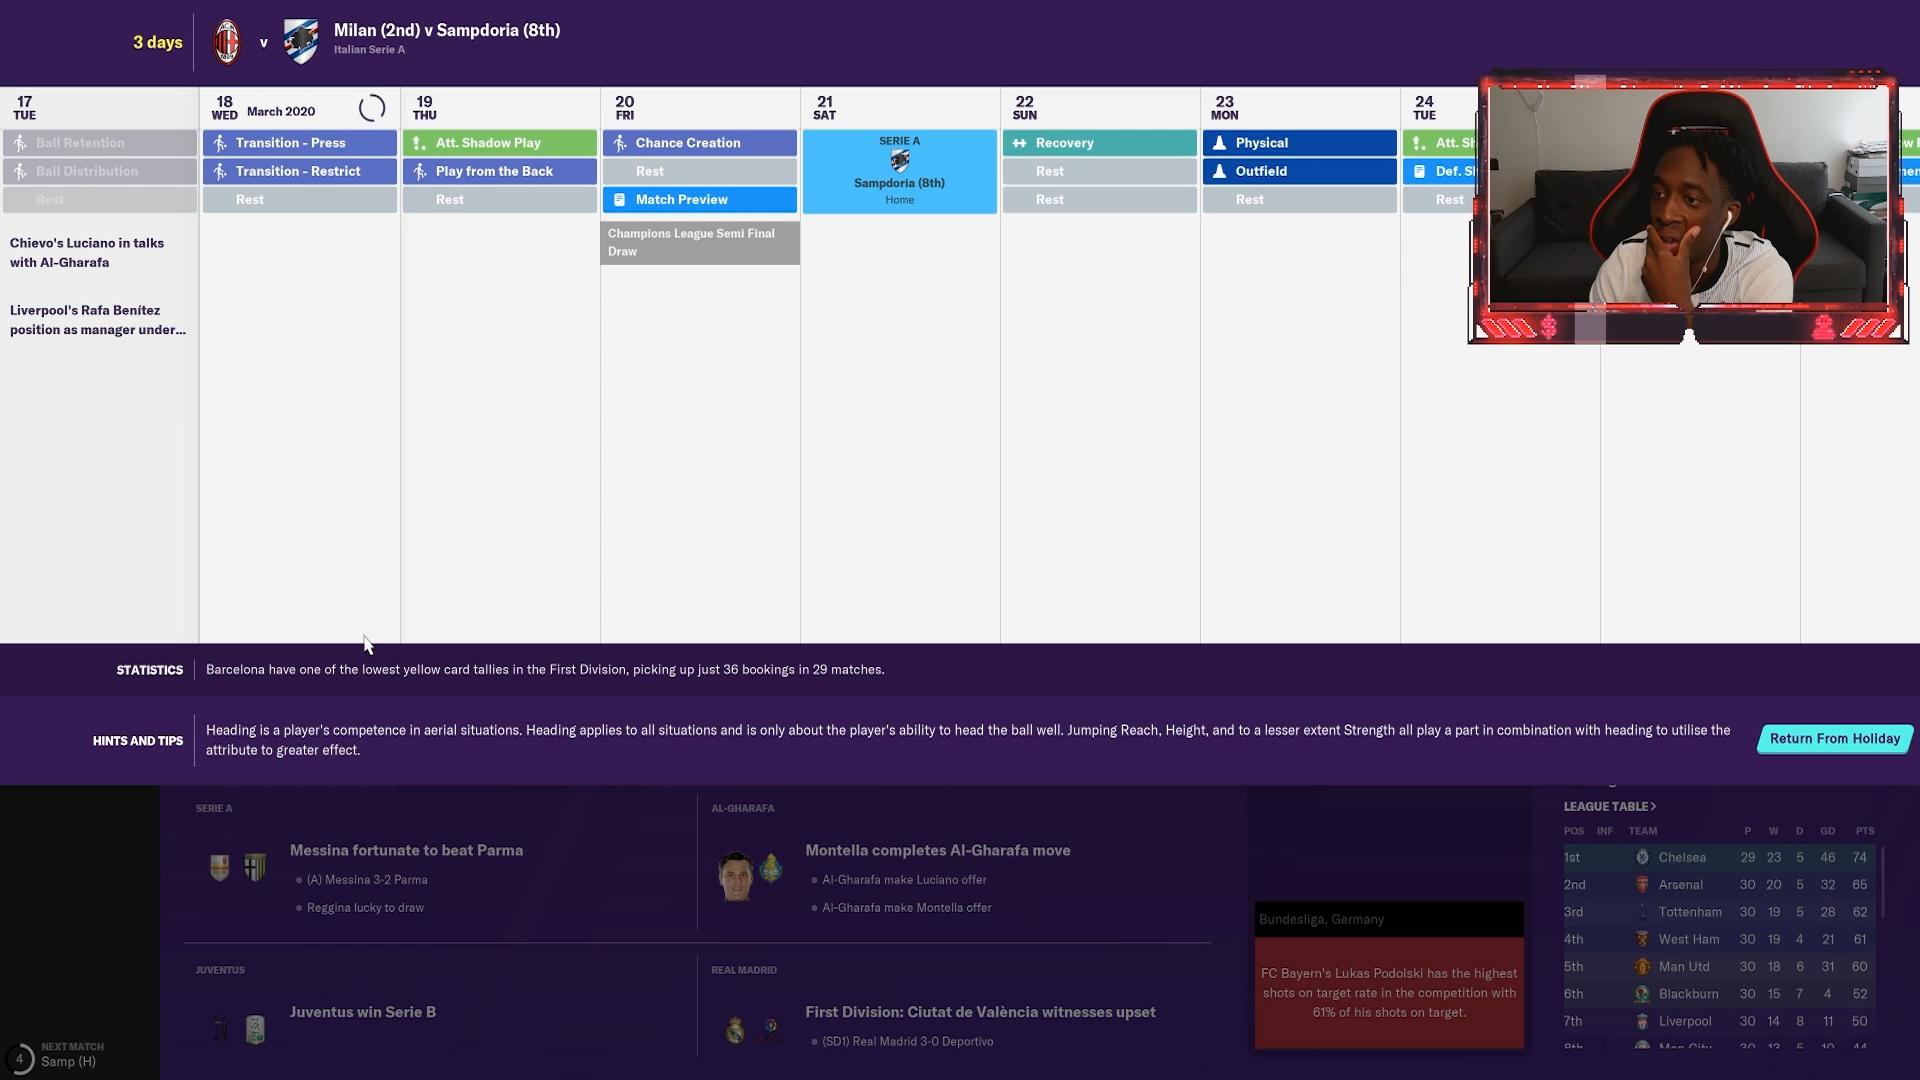 3 days
v
Milan (2nd) v Sampdoria (8th)
Italian Serie A
17
TUE
18
WED
March 2020
19
THU
20
FRI
21
SAT
22
SUN
23
MON
24
TUE
Ball Retention
Ball Distribution
Rest
Chievo's Luciano in talks
with Al-Gharafa
Liverpool's Rafa Benítez
position as manager under...
Transition - Press
Transition - Restrict
Rest
Att. Shadow Play
Play from the Back
Rest
Chance Creation
Rest
Match Preview
Champions League Semi Final
Draw
SERIE A
Sampdoria (8th)
Home
Recovery
Rest
Rest
Physical
Outfield
Rest
Att. Sh
Def. S
Rest
STATISTICS
Barcelona have one of the lowest yellow card tallies in the First Division, picking up just 36 bookings in 29 matches.
HINTS AND TIPS
Heading is a player's competence in aerial situations. Heading applies to all situations and is only about the player's ability to head the ball well. Jumping Reach, Height, and to a lesser extent Strength all play a part in combination with heading to utilise the
attribute to greater effect.
Return From Holiday
SERIE A
Messina fortunate to beat Parma
(A) Messina 3-2 Parma
Reggina lucky to draw
AL-GHARAFA
Montella completes Al-Gharafa move
Al-Gharafa make Luciano offer
Al-Gharafa make Montella offer
JUVENTUS
Juventus win Serie B
REAL MADRID
First Division: Ciutat de València witnesses upset
(SD1) Real Madrid 3-0 Deportivo
Bundesliga, Germany
FC Bayern's Lukas Podolski has the highest
shots on target rate in the competition with
61% of his shots on target.
LEAGUE TABLE>
POS INF TEAM P W D GD PTS
1st Chelsea 29 23 5 46 74
2nd Arsenal 30 20 5 32 65
3rd Tottenham 30 19 5 28 62
4th West Ham 30 19 4 21 61
5th Man Utd 30 18 6 31 60
6th Blackburn 30 15 7 4 52
7th Liverpool 30 14 8 11 50
8th Man City 30 13 5 10 44
4
NEXT MATCH
Samp (H)